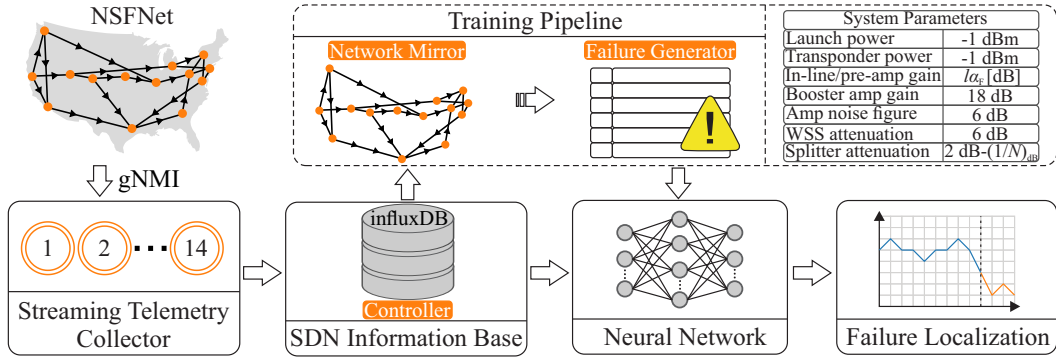 NSFNet
gNMI
1 2 ... 14
Streaming Telemetry
Collector
Training Pipeline
Network Mirror
Failure Generator
!
System Parameters
Launch power -1 dBm
Transponder power -1 dBm
In-line/pre-amp gain lαF [dB]
Booster amp gain 18 dB
Amp noise figure 6 dB
WSS attenuation 6 dB
Splitter attenuation 2 dB-(1/N)dB
influxDB
Controller
SDN Information Base
Neural Network
Failure Localization